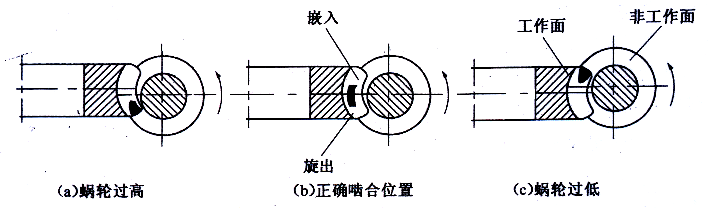 嵌入
工作面
非工作面
旋出
(a)蜗轮过高
(b)正确啮合位置
(c)蜗轮过低